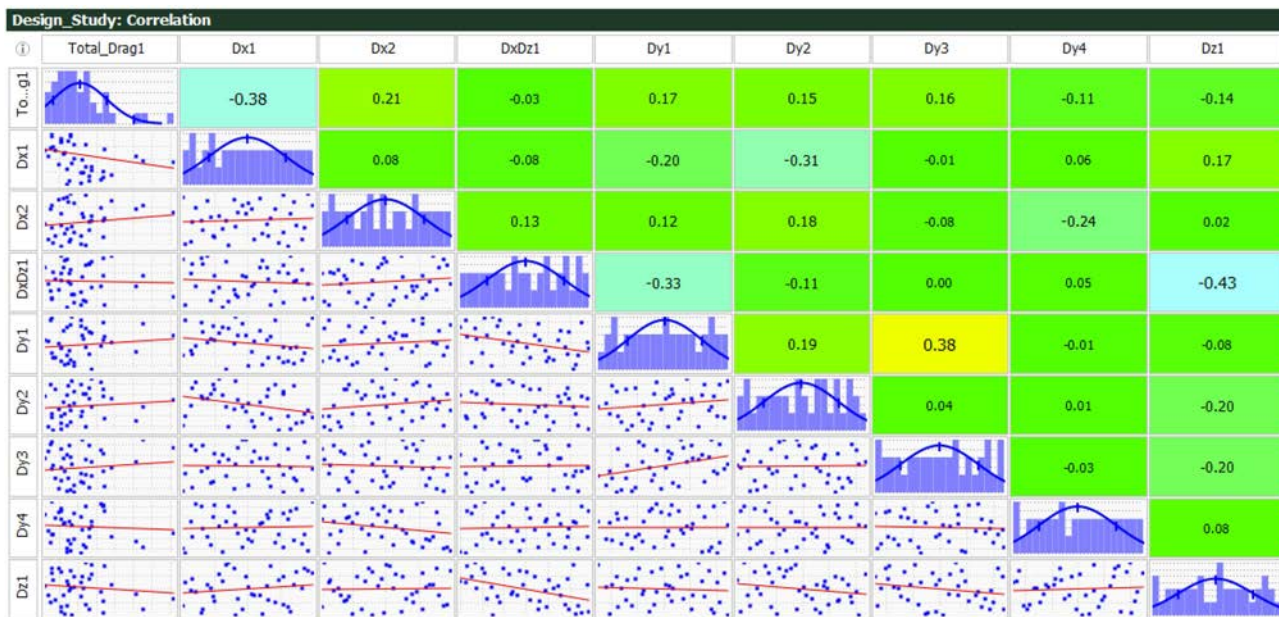 Design_Study: Correlation
Total_Drag1 Dx1 Dx2 DxDz1 Dy1 Dy2 Dy3 Dy4 Dz1
To...g1 -0.38 0.21 -0.03 0.17 0.15 0.16 -0.11 -0.14
Dx1 0.08 -0.08 -0.20 -0.31 -0.01 0.06 0.17
Dx2 0.13 0.12 0.18 -0.08 -0.24 0.02
DxDz1 -0.33 -0.11 0.00 0.05 -0.43
Dy1 0.19 0.38 -0.01 -0.08
Dy2 0.04 0.01 -0.20
Dy3 -0.03 -0.20
Dy4 0.08
Dz1